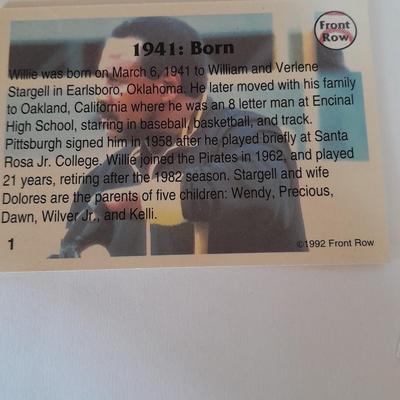 Front
Row
1941: Born
Willie was born on March 6, 1941 to William and Verlene
Stargell in Earlsboro, Oklahoma. He later moved with his family
to Oakland, California where he was an 8 letter man at Encinal
High School, starring in baseball, basketball, and track.
Pittsburgh signed him in 1958 after he played briefly at Santa
Rosa Jr. College. Willie joined the Pirates in 1962, and played
21 years, retiring after the 1982 season. Stargell and wife
Dolores are the parents of five children: Wendy, Precious,
Dawn, Wilver Jr., and Kelli.
1
©1992 Front Row